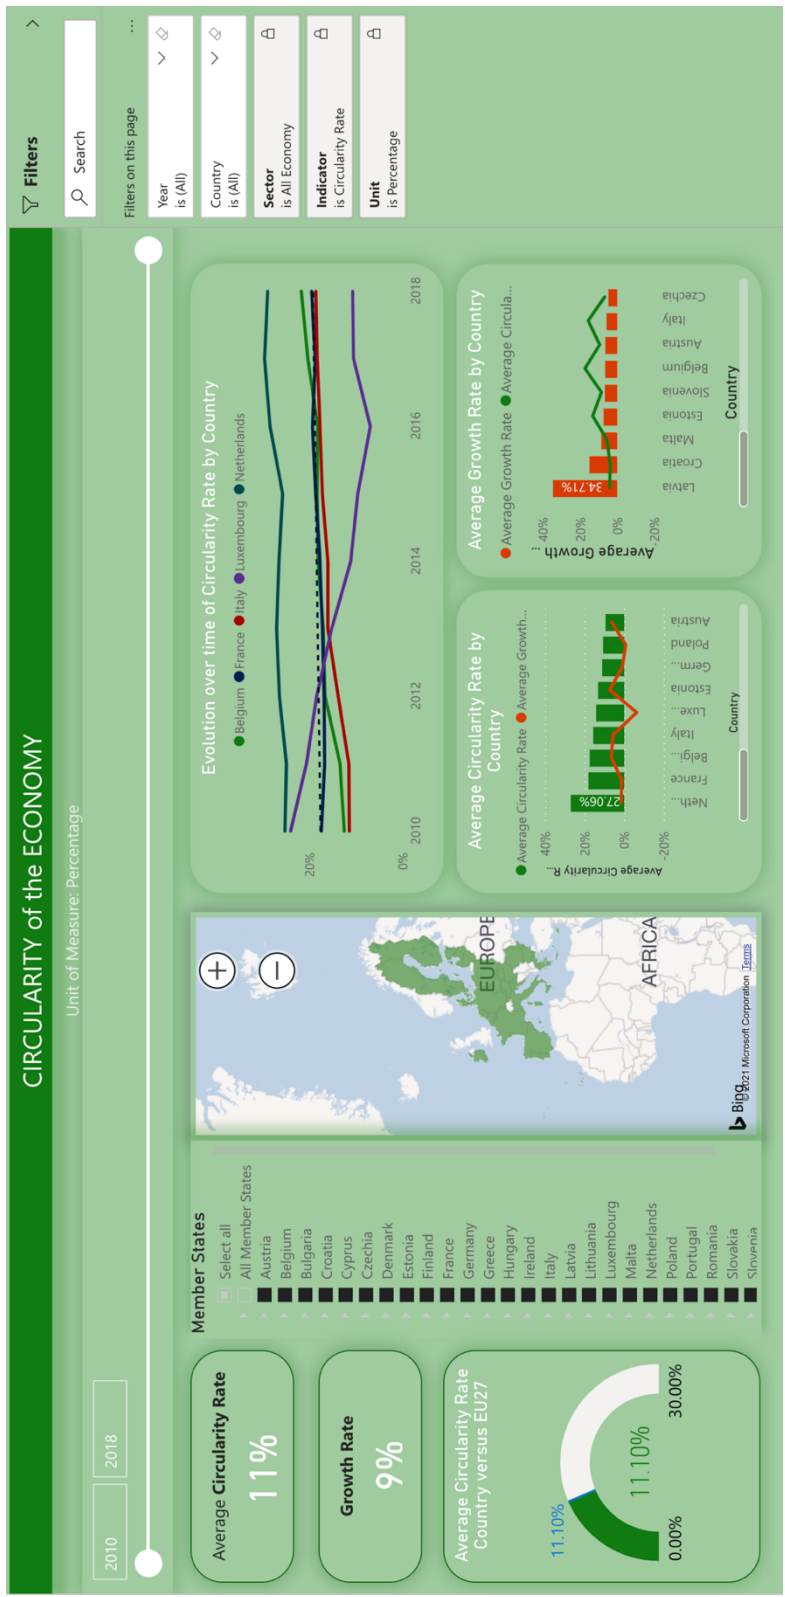 CIRCULARITY of the ECONOMY
Unit of Measure: Percentage
2010
2018
Average Circularity Rate
11%
Growth Rate
9%
Average Circularity Rate
Country versus EU27
11.10%
11.10%
0.00%
30.00%
Member States
Select all
All Member States
Austria
Belgium
Bulgaria
Croatia
Cyprus
Czechia
Denmark
Estonia
Finland
France
Germany
Greece
Hungary
Ireland
Italy
Latvia
Lithuania
Luxembourg
Malta
Netherlands
Poland
Portugal
Romania
Slovakia
Slovenia
+
−
EUROPE
AFRICA
Bing
© 2021 Microsoft Corporation Terms
Evolution over time of Circularity Rate by Country
Belgium France Italy Luxembourg Netherlands
20%
0%
2010 2012 2014 2016 2018
Average Circularity Rate by
Country
Average Circularity Rate Average Growth...
Average Circularity R...
40%
20%
0%
-20%
27.06%
Neth...
France
Belgi...
Italy
Luxe...
Estonia
Germ...
Poland
Austria
Country
Average Growth Rate by Country
Average Growth Rate Average Circula...
Average Growth ...
40%
20%
0%
-20%
34.71%
Latvia
Croatia
Malta
Estonia
Slovenia
Belgium
Austria
Italy
Czechia
Country
Filters
Search
Filters on this page
...
Year
is (All)
Country
is (All)
Sector
is All Economy
Indicator
is Circularity Rate
Unit
is Percentage